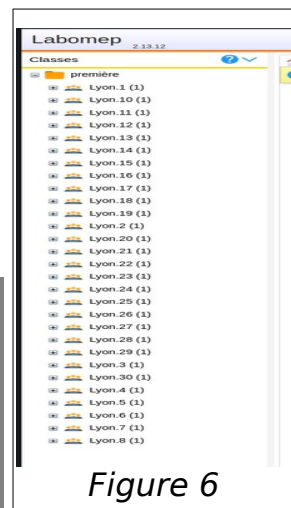 Labomep 2.13.12
Classes
première
Lyon.1 (1)
Lyon.10 (1)
Lyon.11 (1)
Lyon.12 (1)
Lyon.13 (1)
Lyon.14 (1)
Lyon.15 (1)
Lyon.16 (1)
Lyon.17 (1)
Lyon.18 (1)
Lyon.19 (1)
Lyon.2 (1)
Lyon.20 (1)
Lyon.21 (1)
Lyon.22 (1)
Lyon.23 (1)
Lyon.24 (1)
Lyon.25 (1)
Lyon.26 (1)
Lyon.27 (1)
Lyon.28 (1)
Lyon.29 (1)
Lyon.3 (1)
Lyon.30 (1)
Lyon.4 (1)
Lyon.5 (1)
Lyon.6 (1)
Lyon.7 (1)
Lyon.8 (1)
Figure 6